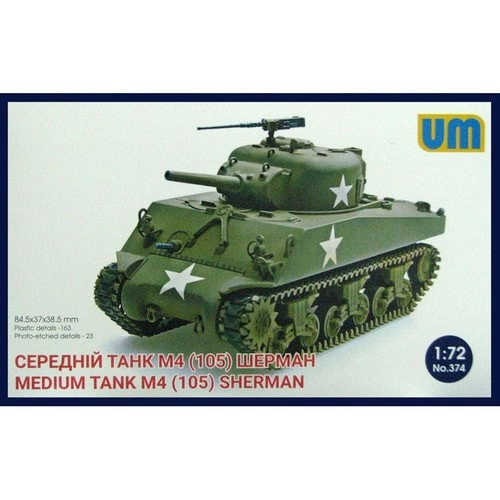 um
84.5x37x38.5 mm
Plastic details -163
Photo-etched details - 23
СЕРЕДНІЙ ТАНК М4 (105) ШЕРМАН
MEDIUM TANK M4 (105) SHERMAN
1:72
No.374